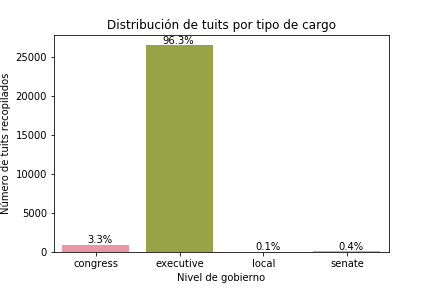 Distribución de tuits por tipo de cargo
Número de tuits recopilados
25000
20000
15000
10000
5000
0
3.3%
96.3%
0.1%
0.4%
congress
executive
local
senate
Nivel de gobierno